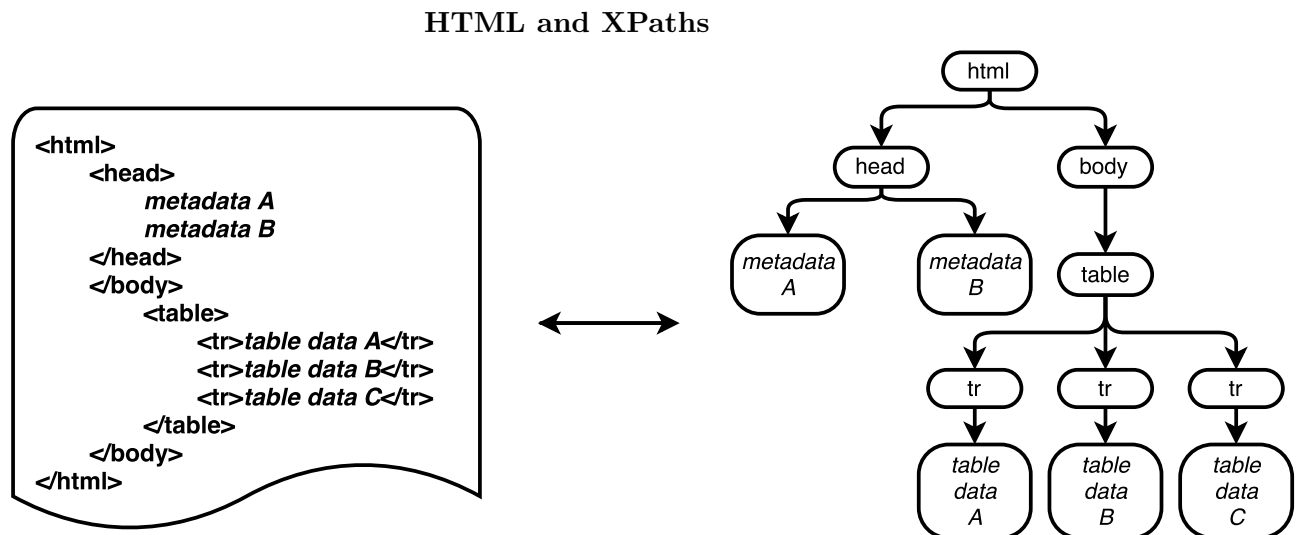 HTML and XPaths
<html>
<head>
metadata A
metadata B
</head>
</body>
<table>
<tr>table data A</tr>
<tr>table data B</tr>
<tr>table data C</tr>
</table>
</body>
</html>
html
head
body
metadata
A
metadata
B
table
tr
tr
tr
table
data
A
table
data
B
table
data
C